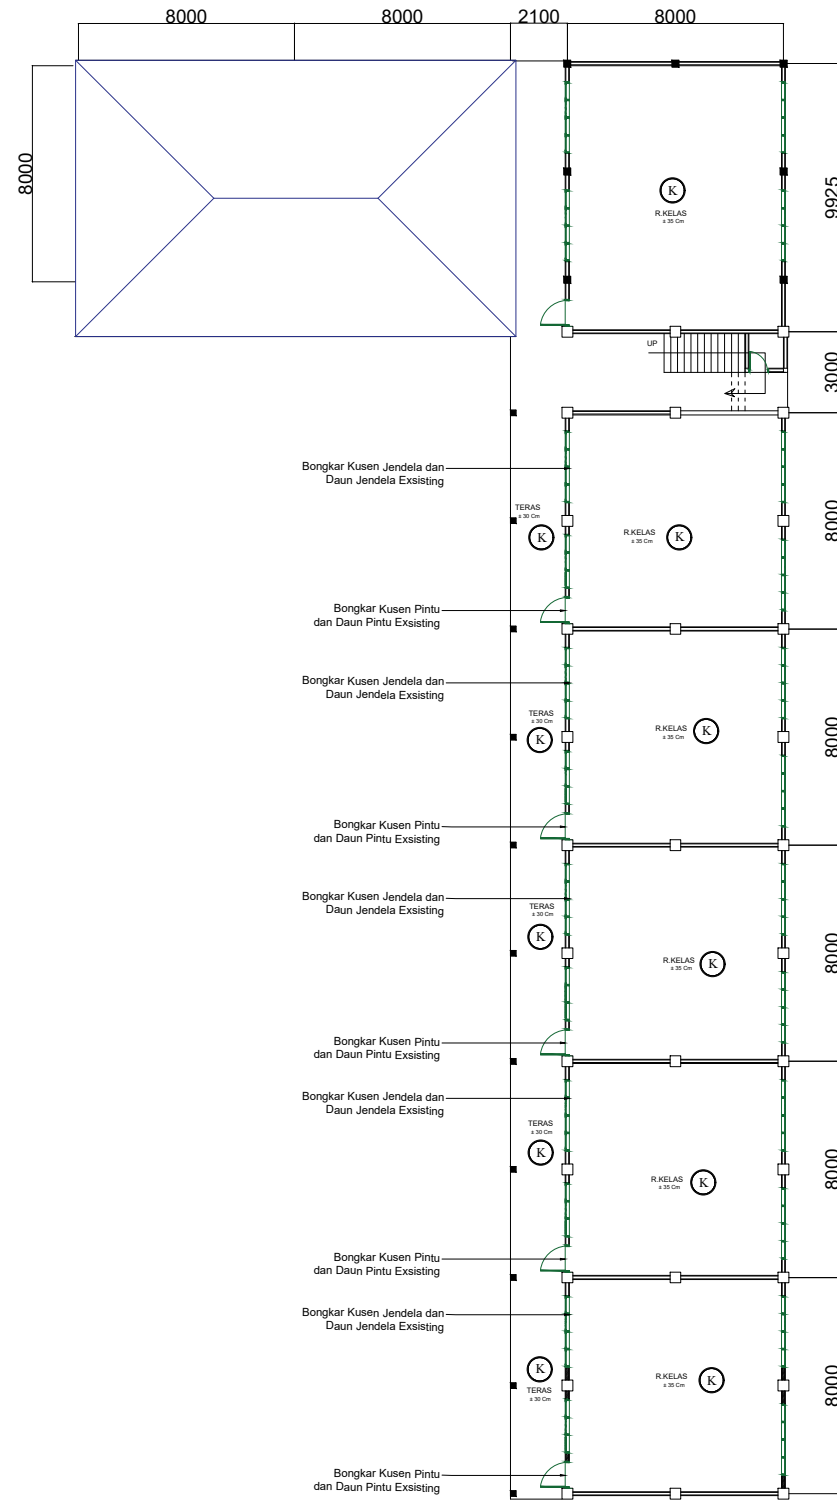 8000
8000
2100
8000
8000
9925
K
R.KELAS
± 35 Cm
UP
3000
Bongkar Kusen Jendela dan
Daun Jendela Exsisting
TERAS
± 30 Cm
K
R.KELAS
± 35 Cm
K
8000
Bongkar Kusen Pintu
dan Daun Pintu Exsisting
Bongkar Kusen Jendela dan
Daun Jendela Exsisting
TERAS
± 30 Cm
K
R.KELAS
± 35 Cm
K
8000
Bongkar Kusen Pintu
dan Daun Pintu Exsisting
Bongkar Kusen Jendela dan
Daun Jendela Exsisting
TERAS
± 30 Cm
K
R.KELAS
± 35 Cm
K
8000
Bongkar Kusen Pintu
dan Daun Pintu Exsisting
Bongkar Kusen Jendela dan
Daun Jendela Exsisting
TERAS
± 30 Cm
K
R.KELAS
± 35 Cm
K
8000
Bongkar Kusen Pintu
dan Daun Pintu Exsisting
Bongkar Kusen Jendela dan
Daun Jendela Exsisting
K
TERAS
± 30 Cm
R.KELAS
± 35 Cm
K
8000
Bongkar Kusen Pintu
dan Daun Pintu Exsisting